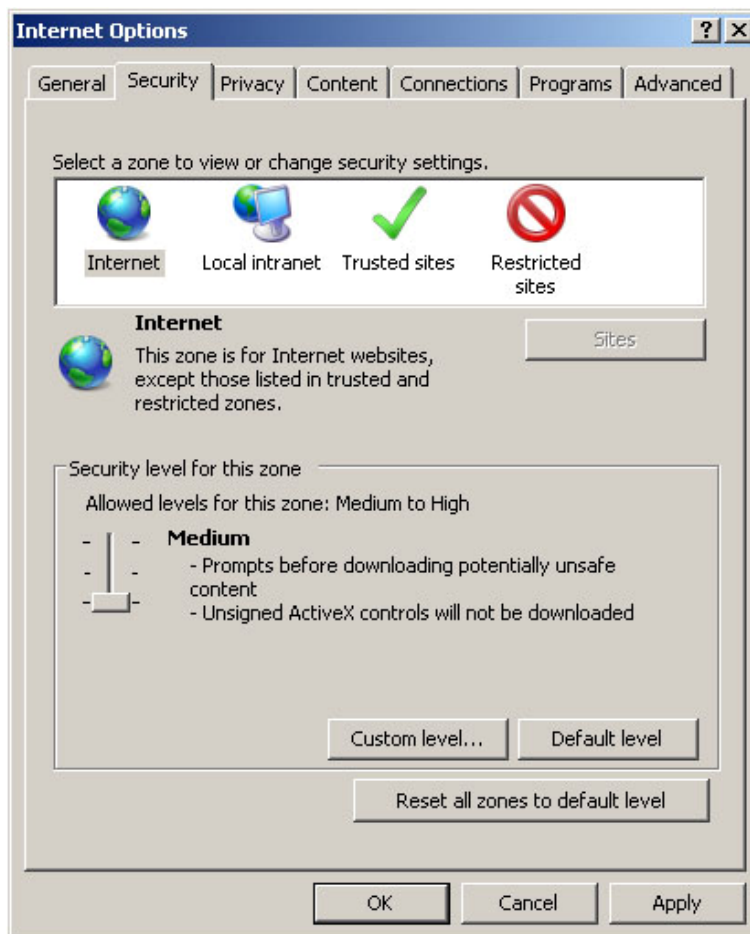 Internet Options
General Security Privacy Content Connections Programs Advanced
Select a zone to view or change security settings.
Internet Local intranet Trusted sites Restricted
sites
Internet
Sites
This zone is for Internet websites,
except those listed in trusted and
restricted zones.
Security level for this zone
Allowed levels for this zone: Medium to High
Medium
- Prompts before downloading potentially unsafe
content
- Unsigned ActiveX controls will not be downloaded
Custom level... Default level
Reset all zones to default level
OK Cancel Apply